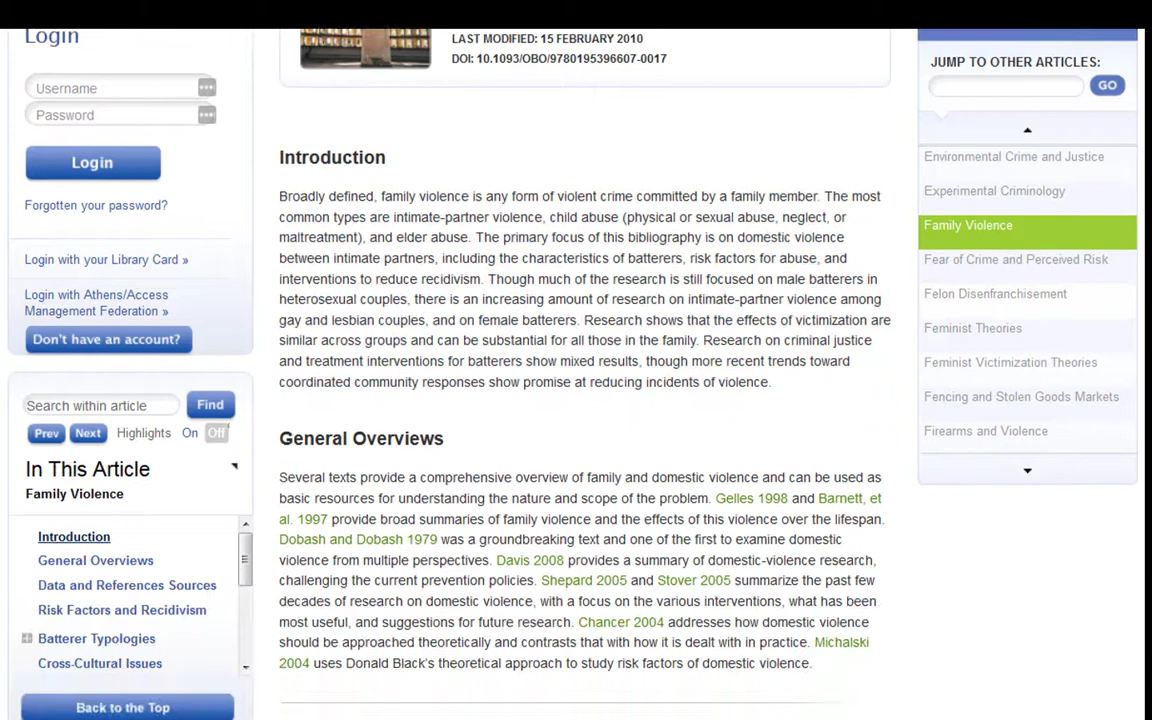 Login
Username
Password
Login
Forgotten your password?
Login with your Library Card »
Login with Athens/Access
Management Federation »
Don't have an account?
Search within article
Find
Prev
Next
Highlights
On
Off
In This Article
Family Violence
Introduction
General Overviews
Data and References Sources
Risk Factors and Recidivism
Batterer Typologies
Cross-Cultural Issues
Back to the Top
LAST MODIFIED: 15 FEBRUARY 2010
DOI: 10.1093/OBO/9780195396607-0017
Introduction
Broadly defined, family violence is any form of violent crime committed by a family member. The most
common types are intimate-partner violence, child abuse (physical or sexual abuse, neglect, or
maltreatment), and elder abuse. The primary focus of this bibliography is on domestic violence
between intimate partners, including the characteristics of batterers, risk factors for abuse, and
interventions to reduce recidivism. Though much of the research is still focused on male batterers in
heterosexual couples, there is an increasing amount of research on intimate-partner violence among
gay and lesbian couples, and on female batterers. Research shows that the effects of victimization are
similar across groups and can be substantial for all those in the family. Research on criminal justice
and treatment interventions for batterers show mixed results, though more recent trends toward
coordinated community responses show promise at reducing incidents of violence.
General Overviews
Several texts provide a comprehensive overview of family and domestic violence and can be used as
basic resources for understanding the nature and scope of the problem. Gelles 1998 and Barnett, et
al. 1997 provide broad summaries of family violence and the effects of this violence over the lifespan.
Dobash and Dobash 1979 was a groundbreaking text and one of the first to examine domestic
violence from multiple perspectives. Davis 2008 provides a summary of domestic-violence research,
challenging the current prevention policies. Shepard 2005 and Stover 2005 summarize the past few
decades of research on domestic violence, with a focus on the various interventions, what has been
most useful, and suggestions for future research. Chancer 2004 addresses how domestic violence
should be approached theoretically and contrasts that with how it is dealt with in practice. Michalski
2004 uses Donald Black's theoretical approach to study risk factors of domestic violence.
JUMP TO OTHER ARTICLES:
GO
Environmental Crime and Justice
Experimental Criminology
Family Violence
Fear of Crime and Perceived Risk
Felon Disenfranchisement
Feminist Theories
Feminist Victimization Theories
Fencing and Stolen Goods Markets
Firearms and Violence